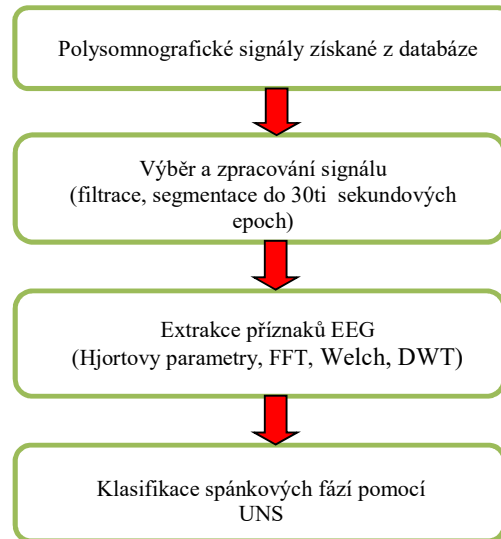 Polysomnografické signály získané z databáze
Výběr a zpracování signálu
(filtrace, segmentace do 30ti sekundových
epoch)
Extrakce příznaků EEG
(Hjortovy parametry, FFT, Welch, DWT)
Klasifikace spánkových fází pomocí
UNS